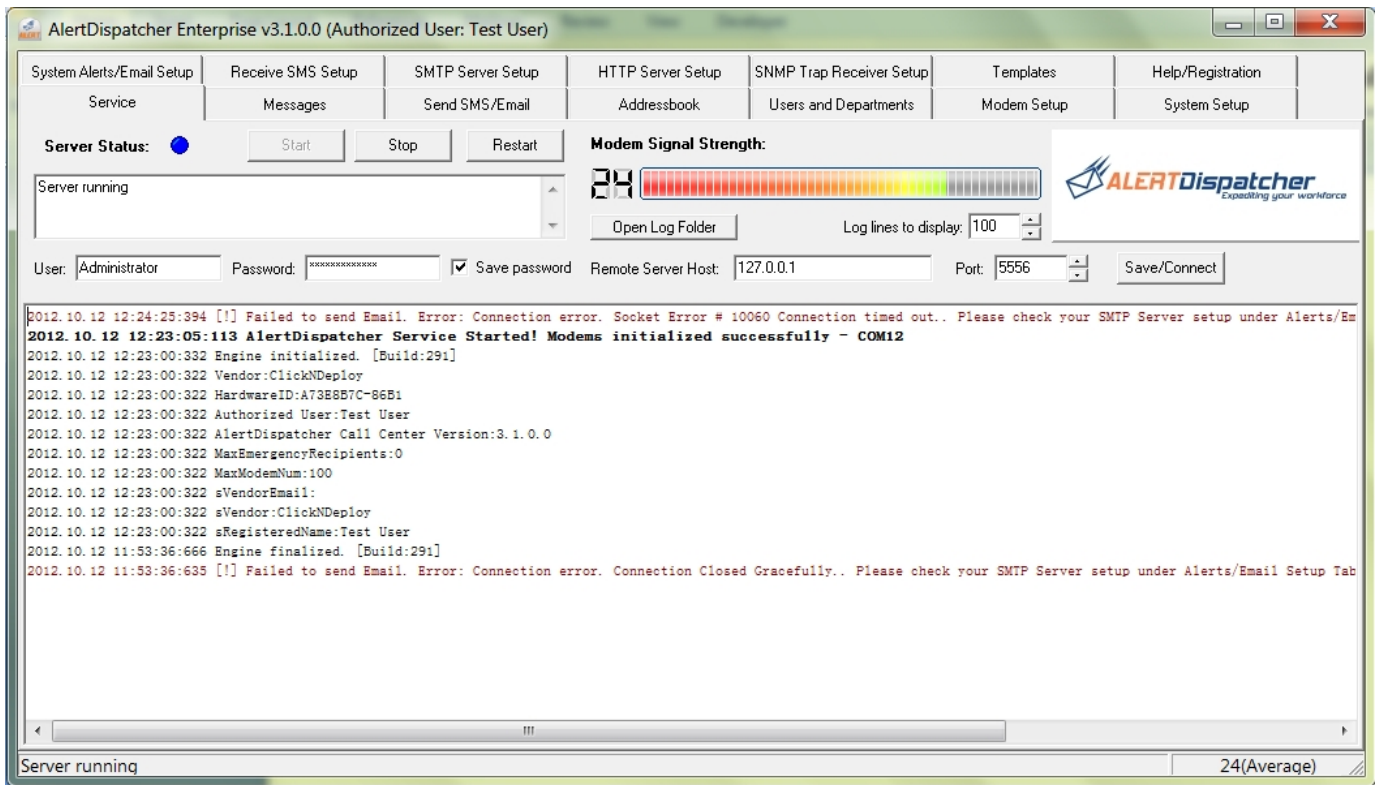 Review View Developer
AlertDispatcher Enterprise v3.1.0.0 (Authorized User: Test User)
System Alerts/Email Setup Receive SMS Setup SMTP Server Setup HTTP Server Setup SNMP Trap Receiver Setup Templates Help/Registration
Service Messages Send SMS/Email Addressbook Users and Departments Modem Setup System Setup
Server Status: Start Stop Restart Modem Signal Strength:
Server running
24
ALERTDispatcher
Expediting your workforce
Open Log Folder Log lines to display: 100
User: Administrator Password: ************* Save password Remote Server Host: 127.0.0.1 Port: 5556 Save/Connect
2012.10.12 12:24:25:394 [!] Failed to send Email. Error: Connection error. Socket Error # 10060 Connection timed out.. Please check your SMTP Server setup under Alerts/Em
2012.10.12 12:23:05:113 AlertDispatcher Service Started! Modems initialized successfully - COM12
2012.10.12 12:23:00:332 Engine initialized. [Build:291]
2012.10.12 12:23:00:322 Vendor:ClickNDeploy
2012.10.12 12:23:00:322 HardwareID:A73E8B7C-86B1
2012.10.12 12:23:00:322 Authorized User:Test User
2012.10.12 12:23:00:322 AlertDispatcher Call Center Version:3.1.0.0
2012.10.12 12:23:00:322 MaxEmergencyRecipients:0
2012.10.12 12:23:00:322 MaxModemNum:100
2012.10.12 12:23:00:322 sVendorEmail:
2012.10.12 12:23:00:322 sVendor:ClickNDeploy
2012.10.12 12:23:00:322 sRegisteredName:Test User
2012.10.12 11:53:36:666 Engine finalized. [Build:291]
2012.10.12 11:53:36:635 [!] Failed to send Email. Error: Connection error. Connection Closed Gracefully.. Please check your SMTP Server setup under Alerts/Email Setup Tab
Server running 24(Average)